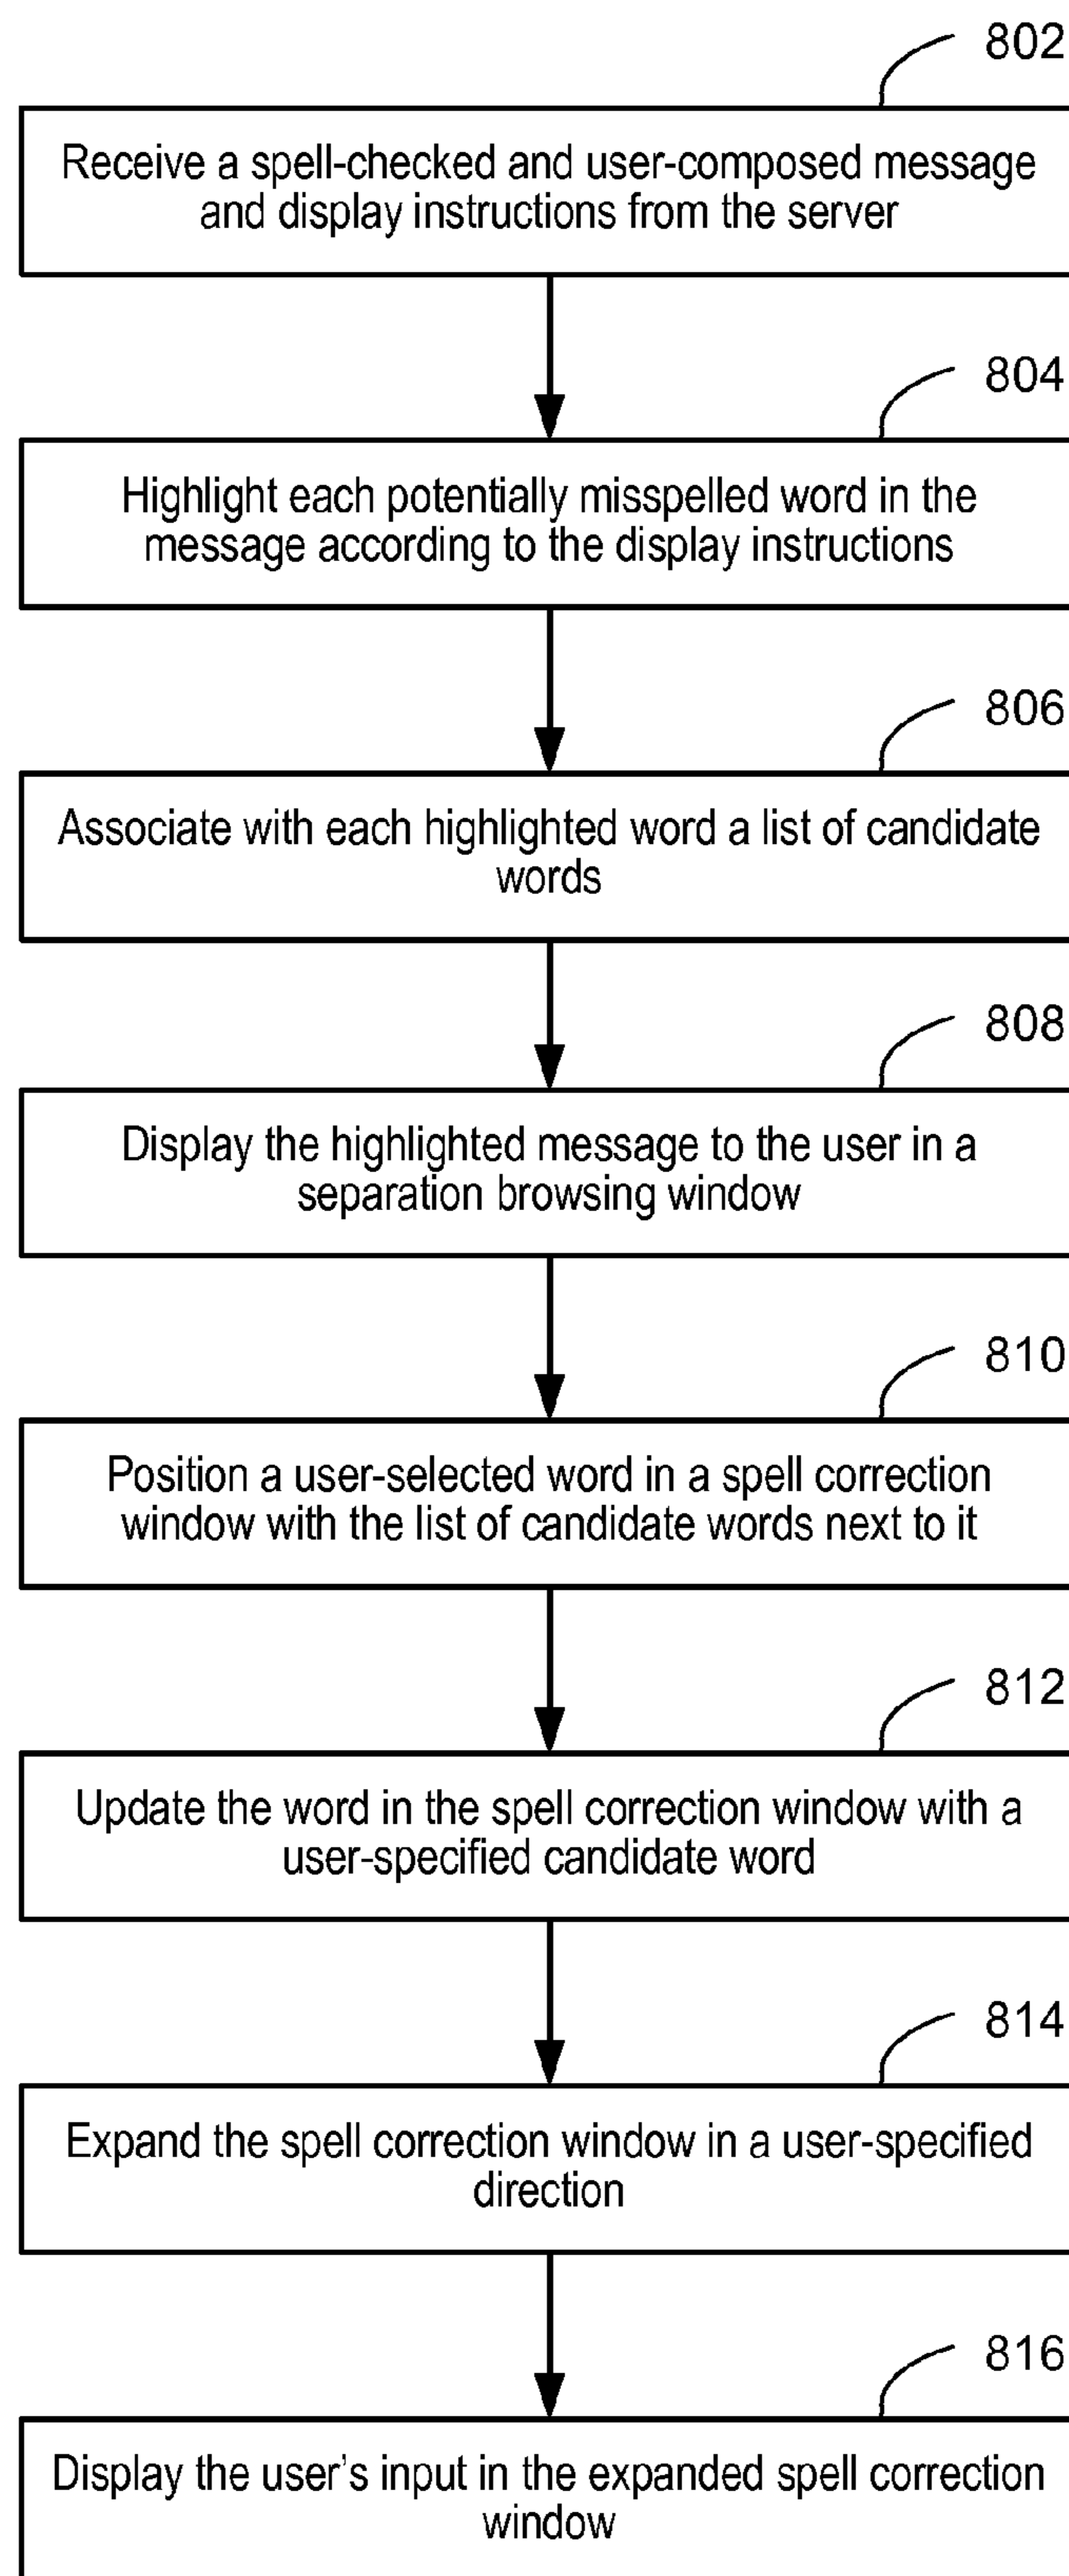 802
Receive a spell-checked and user-composed message
and display instructions from the server
804
Highlight each potentially misspelled word in the
message according to the display instructions
806
Associate with each highlighted word a list of candidate
words
808
Display the highlighted message to the user in a
separation browsing window
810
Position a user-selected word in a spell correction
window with the list of candidate words next to it
812
Update the word in the spell correction window with a
user-specified candidate word
814
Expand the spell correction window in a user-specified
direction
816
Display the user's input in the expanded spell correction
window